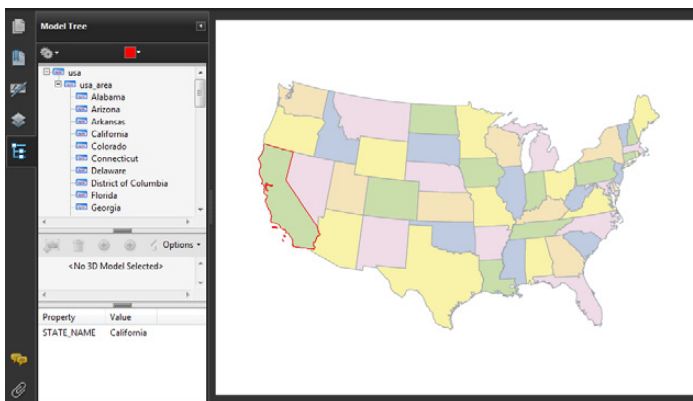 Model Tree
usa
usa_area
Alabama
Arizona
Arkansas
California
Colorado
Connecticut
Delaware
District of Columbia
Florida
Georgia
Options
<No 3D Model Selected>
Property Value
STATE_NAME California